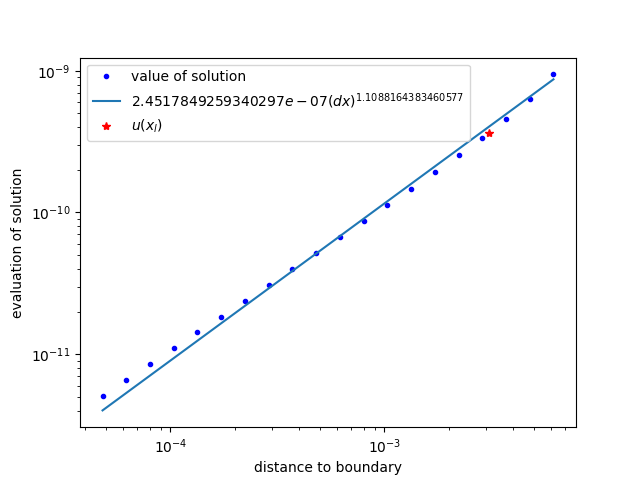 value of solution
2.4517849259340297e − 07(dx)^1.1088164383460577
u(x_l)
10^−9
10^−10
10^−11
evaluation of solution
10^−4
10^−3
distance to boundary